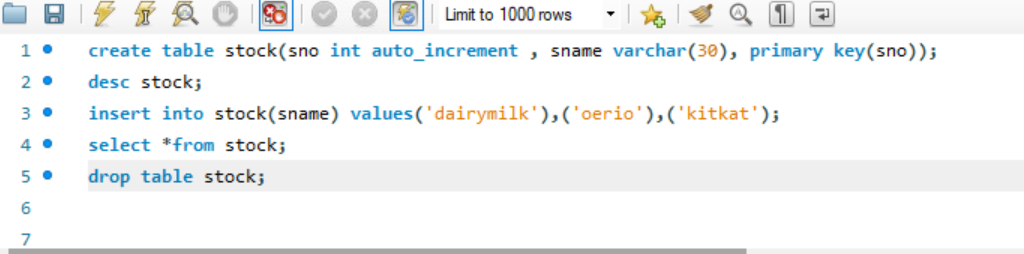 Limit to 1000 rows
1 create table stock(sno int auto_increment , sname varchar(30), primary key(sno));
2 desc stock;
3 insert into stock(sname) values('dairymilk'),('oerio'),('kitkat');
4 select *from stock;
5 drop table stock;
6
7